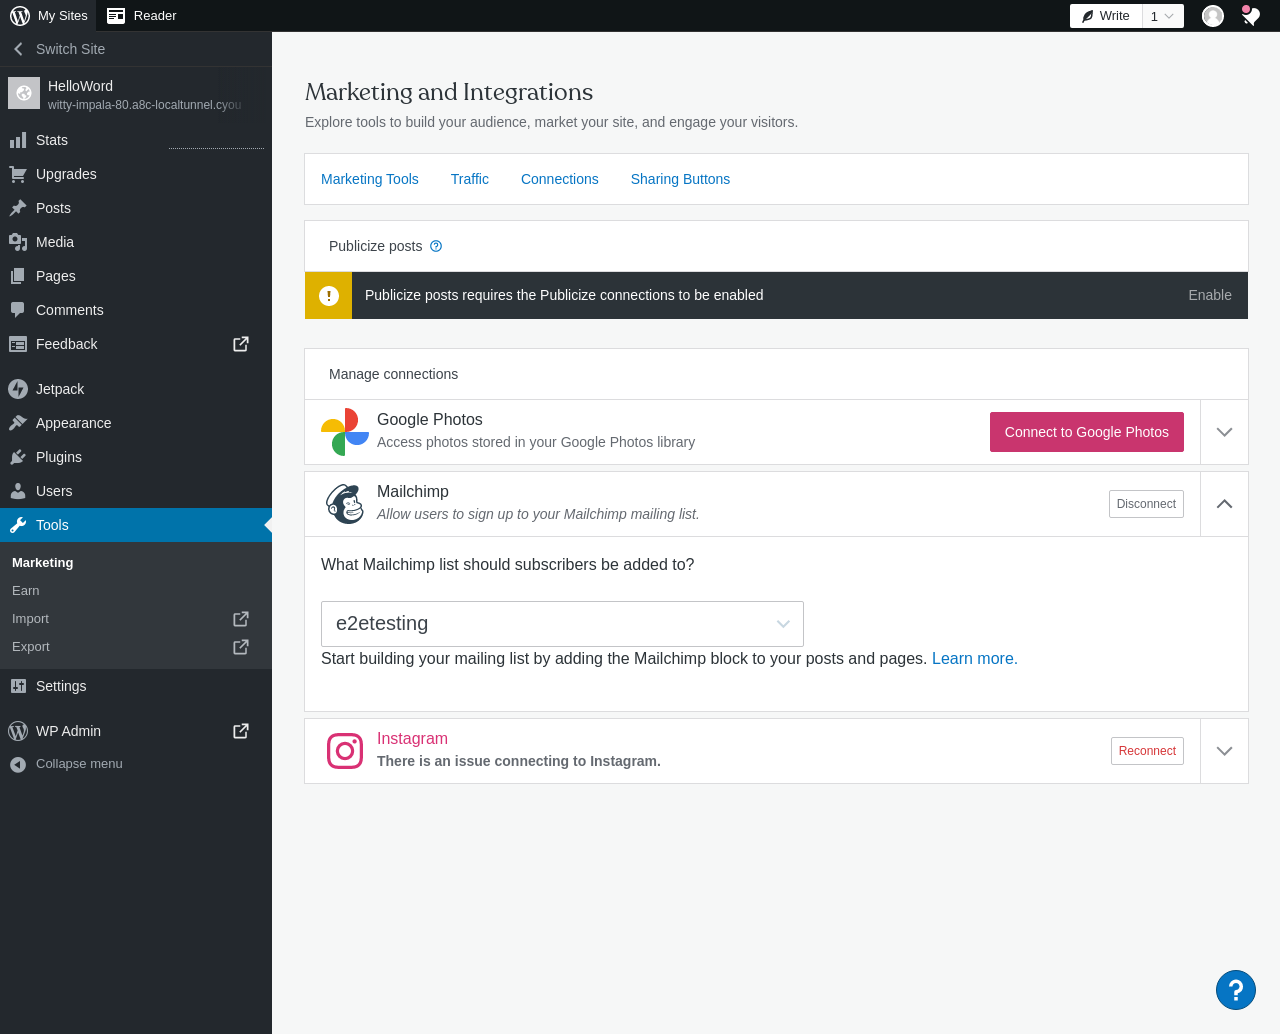 My Sites
Reader
Write
1
Switch Site
HelloWord
witty-impala-80.a8c-localtunnel.cyou
Stats
Upgrades
Posts
Media
Pages
Comments
Feedback
Jetpack
Appearance
Plugins
Users
Tools
Marketing
Earn
Import
Export
Settings
WP Admin
Collapse menu
Marketing and Integrations
Explore tools to build your audience, market your site, and engage your visitors.
Marketing Tools Traffic Connections Sharing Buttons
Publicize posts
Publicize posts requires the Publicize connections to be enabled Enable
Manage connections
Google Photos
Access photos stored in your Google Photos library
Connect to Google Photos
Mailchimp
Allow users to sign up to your Mailchimp mailing list.
Disconnect
What Mailchimp list should subscribers be added to?
e2etesting
Start building your mailing list by adding the Mailchimp block to your posts and pages. Learn more.
Instagram
There is an issue connecting to Instagram.
Reconnect